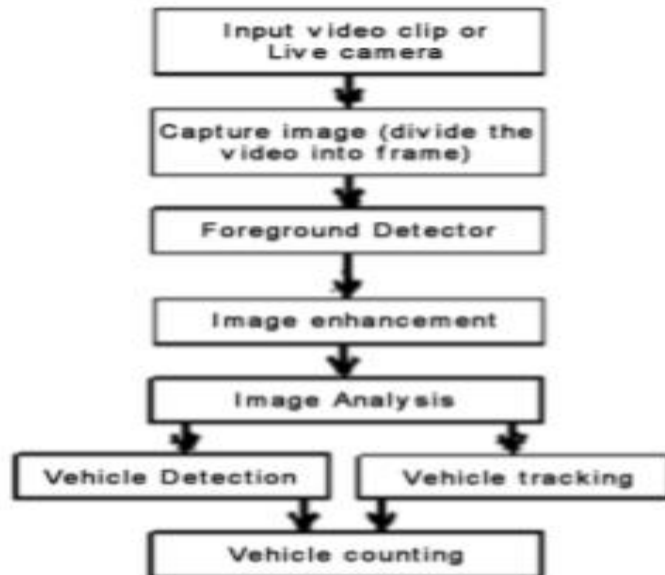 Input video clip or
Live camera
Capture image (divide the
video into frame)
Foreground Detector
Image enhancement
Image Analysis
Vehicle Detection
Vehicle tracking
Vehicle counting